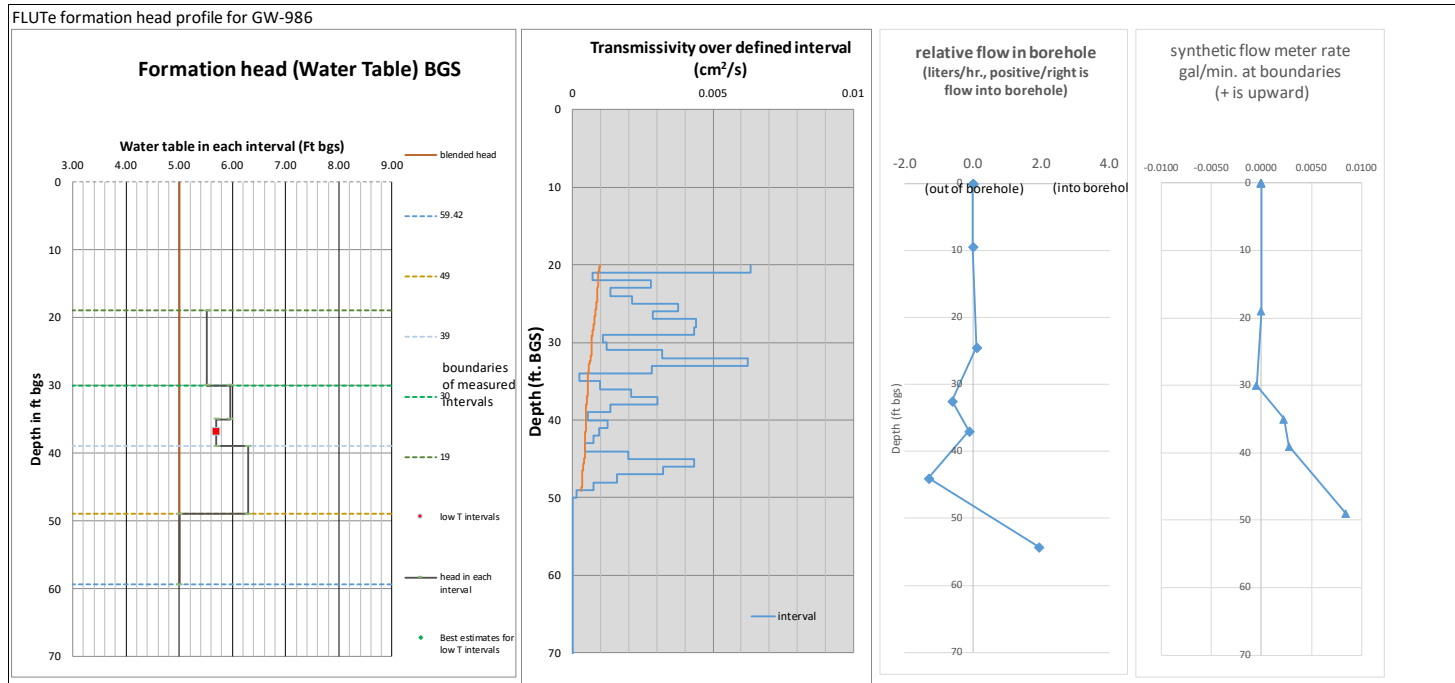 FLUTe formation head profile for GW-986
Formation head (Water Table) BGS
Water table in each interval (Ft bgs)
3.00 4.00 5.00 6.00 7.00 8.00 9.00
0
10
20
30
40
50
60
70
Depth in ft bgs
blended head
59.42
49
39
boundaries
of measured
30
intervals
19
low T intervals
head in each
interval
Best estimates for
low T intervals
Transmissivity over defined interval
(cm²/s)
0 0.005 0.01
0
10
20
30
40
50
60
70
Depth (ft. BGS)
interval
relative flow in borehole
(liters/hr., positive/right is
flow into borehole)
-2.0 0.0 2.0 4.0
0
(out of borehole) (into borehol
10
20
30
40
50
60
70
Depth (ft bgs)
synthetic flow meter rate
gal/min. at boundaries
(+ is upward)
-0.0100 -0.0050 0.0000 0.0050 0.0100
0
10
20
30
40
50
60
70